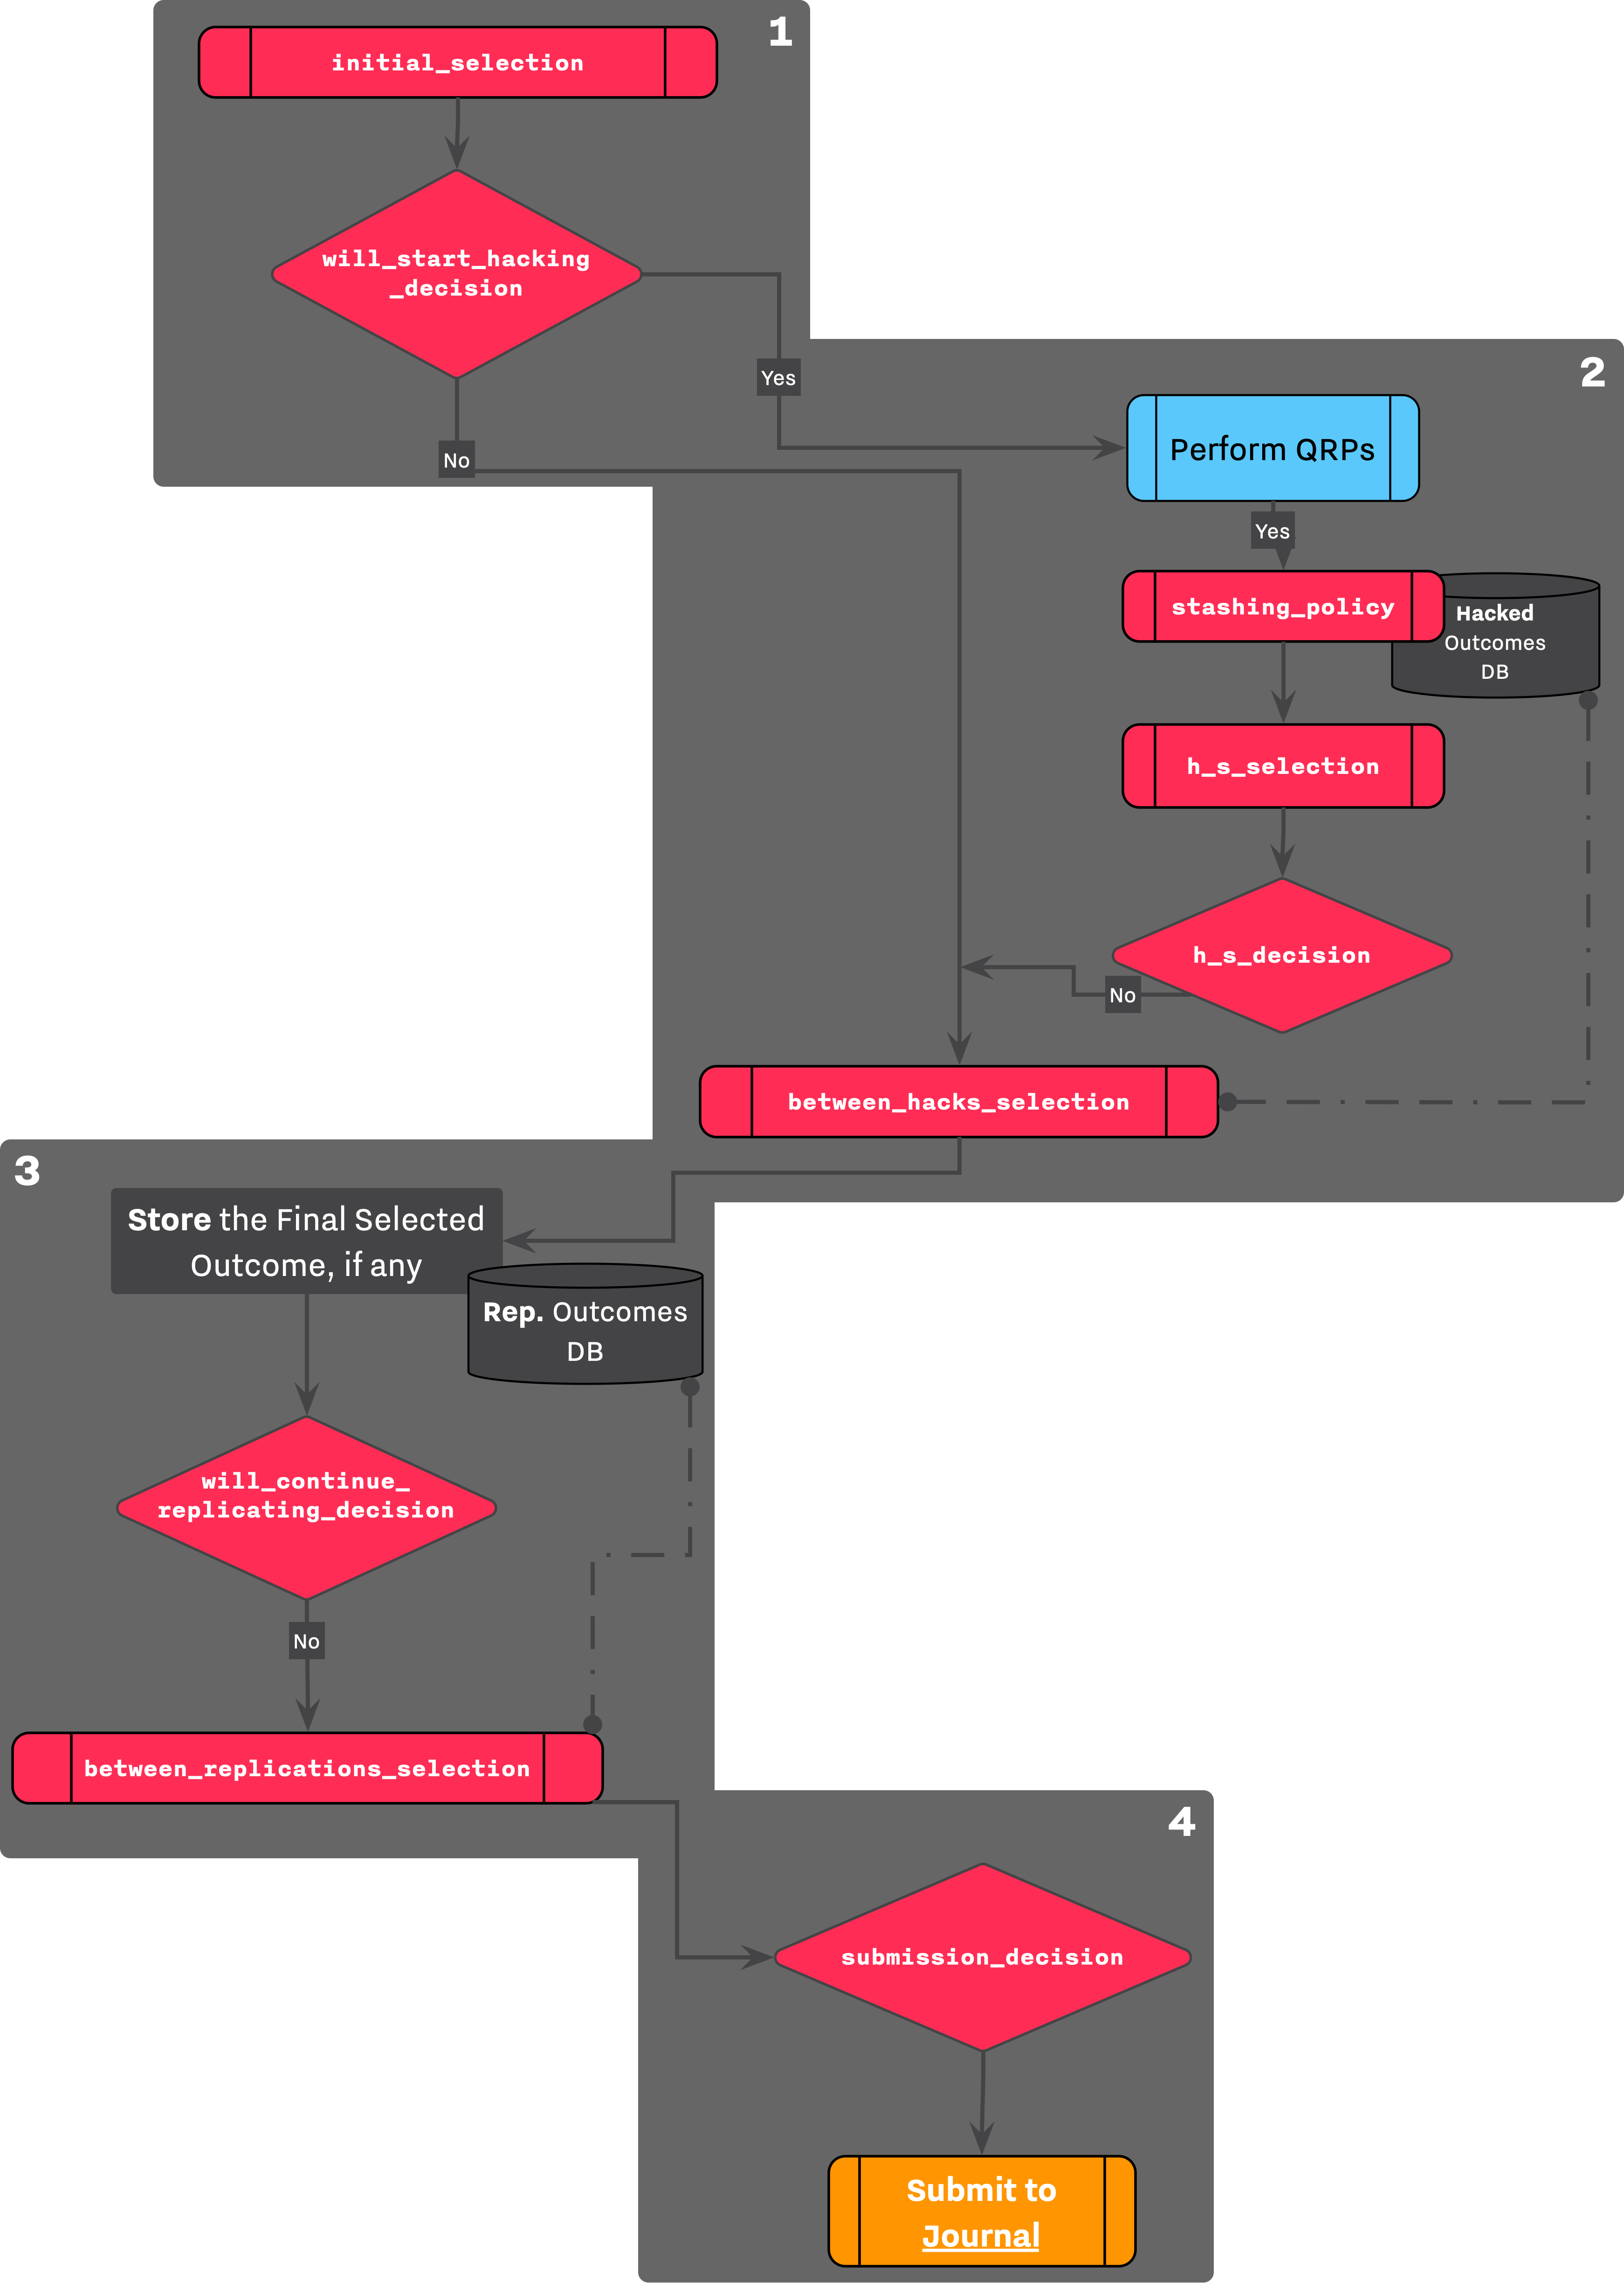 1
initial_selection
will_start_hacking
_decision
Yes
No
2
Perform QRPs
Yes
stashing_policy
Hacked
Outcomes
DB
h_s_selection
h_s_decision
No
between_hacks_selection
3
Store the Final Selected
Outcome, if any
Rep. Outcomes
DB
will_continue_
replicating_decision
No
between_replications_selection
4
submission_decision
Submit to
Journal